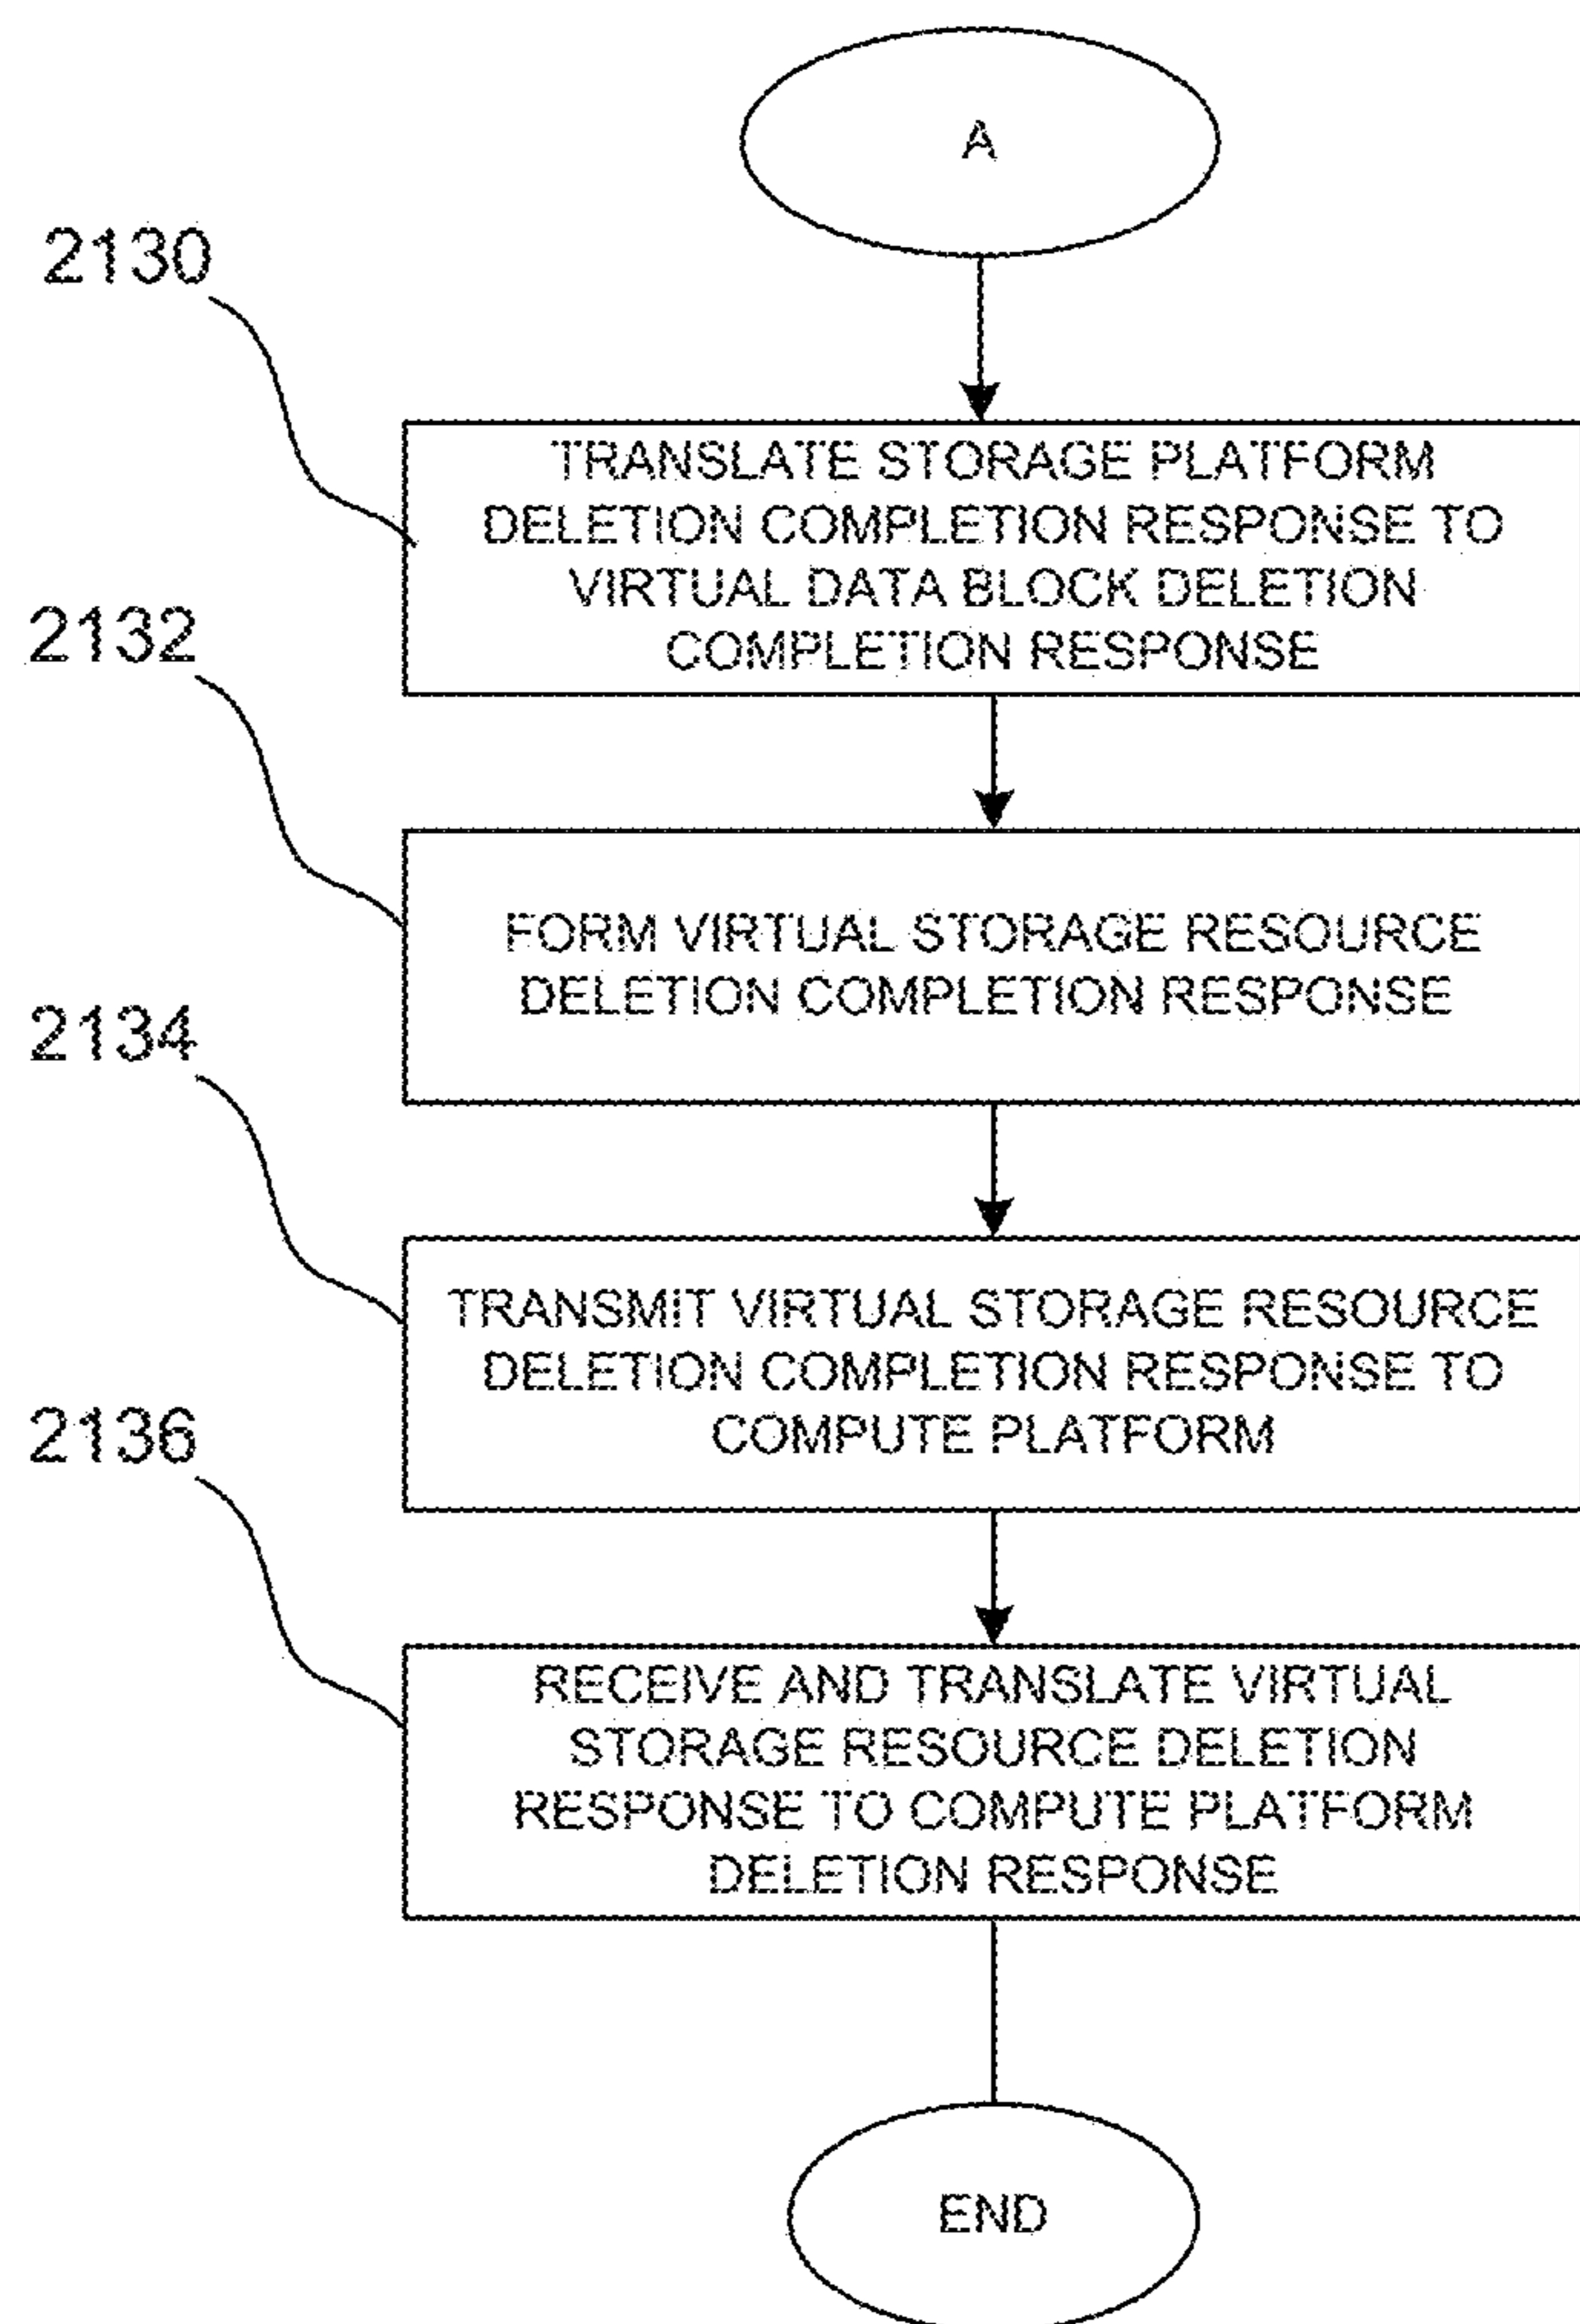 A
2130
TRANSLATE STORAGE PLATFORM
DELETION COMPLETION RESPONSE TO
VIRTUAL DATA BLOCK DELETION
COMPLETION RESPONSE
2132
FORM VIRTUAL STORAGE RESOURCE
DELETION COMPLETION RESPONSE
2134
TRANSMIT VIRTUAL STORAGE RESOURCE
DELETION COMPLETION RESPONSE TO
COMPUTE PLATFORM
2136
RECEIVE AND TRANSLATE VIRTUAL
STORAGE RESOURCE DELETION
RESPONSE TO COMPUTE PLATFORM
DELETION RESPONSE
END